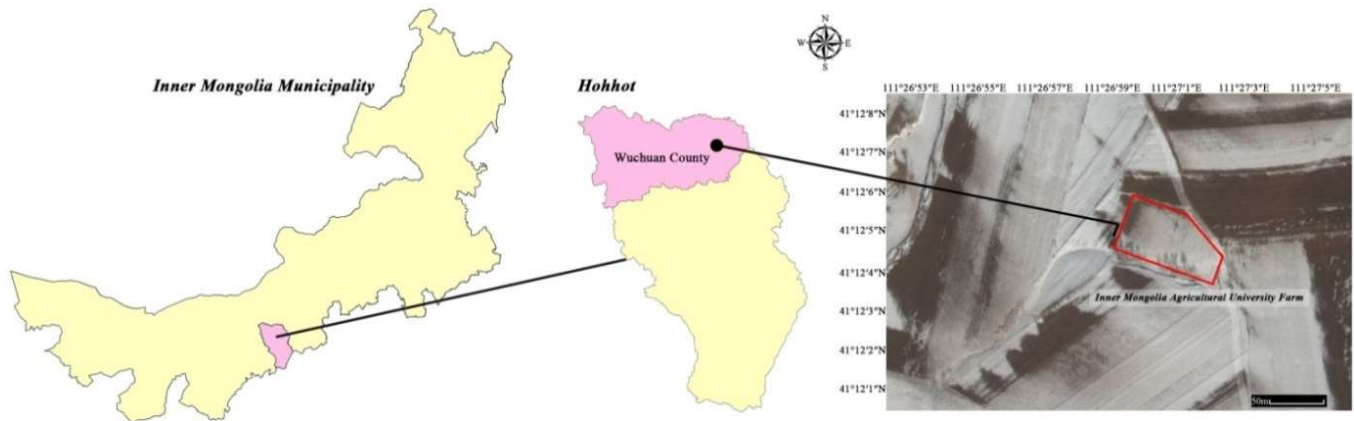 Inner Mongolia Municipality
Hohhot
Wuchuan County
N
W E
S
111°26'53"E 111°26'55"E 111°26'57"E 111°26'59"E 111°27'1"E 111°27'3"E 111°27'5"E
41°12'8"N
41°12'7"N
41°12'6"N
41°12'5"N
41°12'4"N
41°12'3"N
41°12'2"N
41°12'1"N
Inner Mongolia Agricultural University Farm
50m